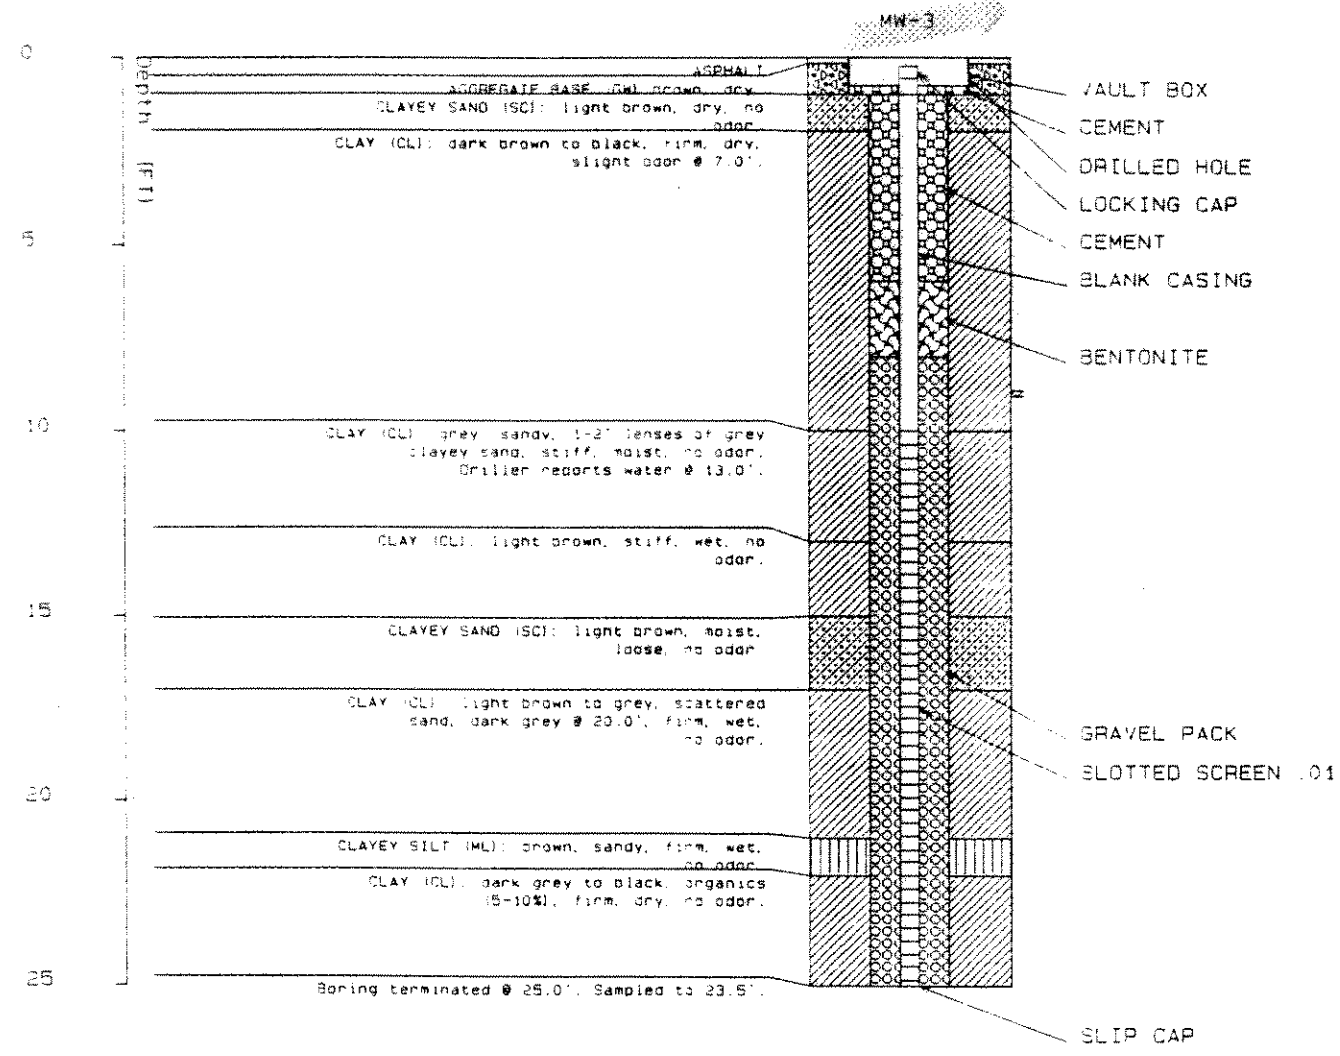 MW-3
0
Depth (FT)
ASPHALT
AGGREGATE BASE (GW) brown, dry
CLAYEY SAND (SC): light brown, dry, no
odor.
CLAY (CL): dark brown to black, firm, dry,
slight odor @ 7.0'.
5
10
CLAY (CL): grey, sandy, 1-2" lenses of grey
clayey sand, stiff, moist, no odor.
Driller reports water @ 13.0'.
CLAY (CL): light brown, stiff, wet, no
odor.
15
CLAYEY SAND (SC): light brown, moist,
loose, no odor
CLAY (CL): light brown to grey, scattered
sand, dark grey @ 20.0', firm, wet,
no odor.
20
CLAYEY SILT (ML): brown, sandy, firm, wet,
no odor.
CLAY (CL): dark grey to black, organics
(5-10%), firm, dry, no odor.
25
Boring terminated @ 25.0'. Sampled to 23.5'.
VAULT BOX
CEMENT
DRILLED HOLE
LOCKING CAP
CEMENT
BLANK CASING
BENTONITE
GRAVEL PACK
SLOTTED SCREEN .01
SLIP CAP